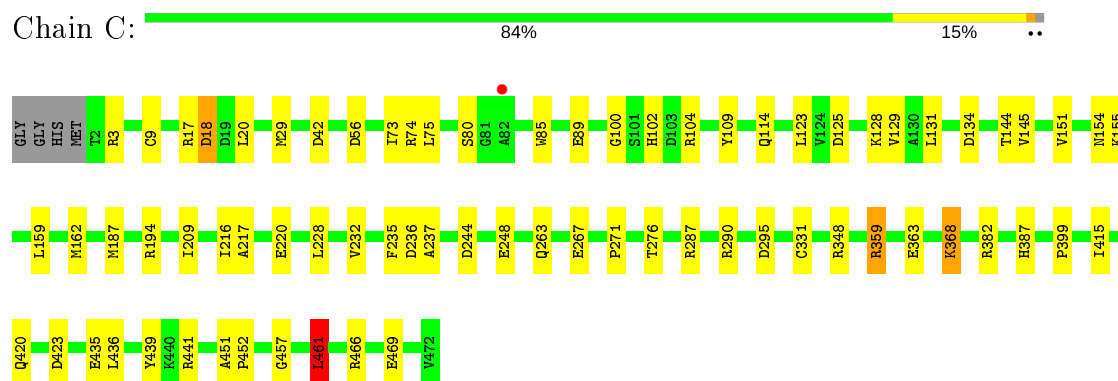 Chain C:
84% 15% ••
GLY GLY HIS MET T2 R3 C9 R17 D18 D19 L20 M29 D42 D56 I73 R74 L75 S80 G81 A82 W85 E89 G100 S101 H102 D103 R104 Y109 Q114 L123 V124 D125 K128 V129 A130 L131 D134 T144 V145 V151 N154 K155
L159 M162 M187 R194 I209 I216 A217 E220 L228 V232 F235 D236 A237 D244 E248 Q263 E267 P271 T276 R287 R290 D295 C331 R348 R359 E363 K368 R382 H387 P399 I415
Q420 D423 E435 L436 Y439 K440 R441 A451 P452 G457 L461 R466 E469 V472